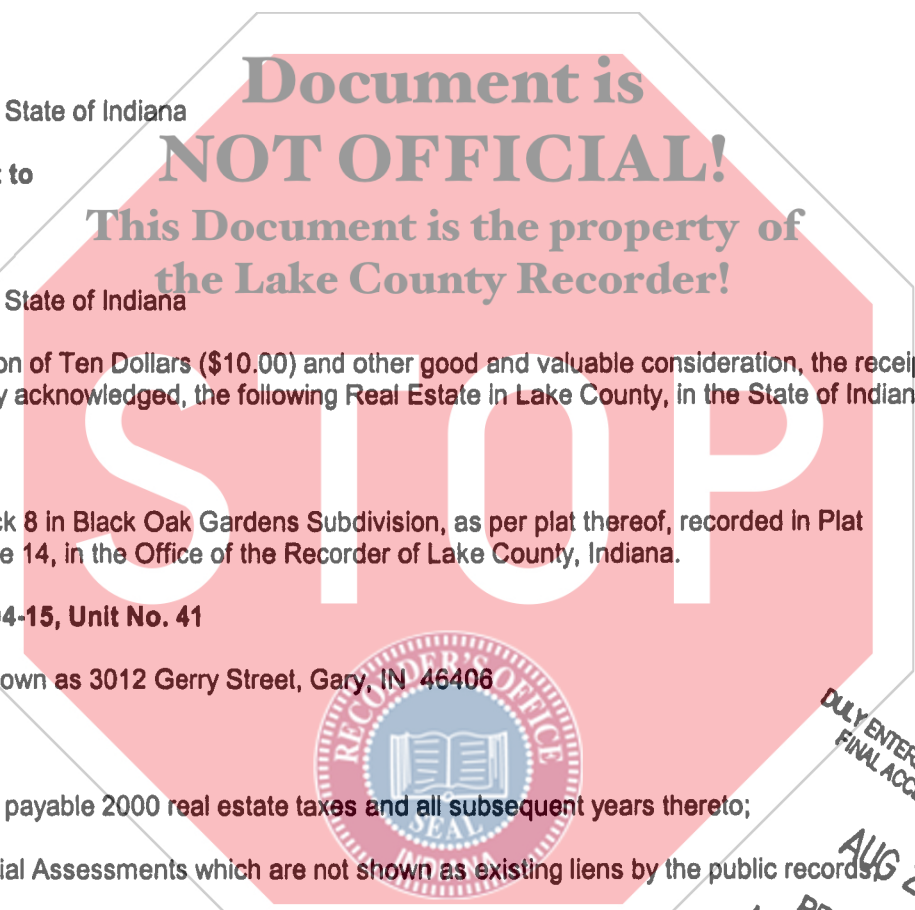 Document is
State of Indiana
NOT OFFICIAL!
to
This Document is the property of
the Lake County Recorder!
State of Indiana
on of Ten Dollars ($10.00) and other good and valuable consideration, the receip
y acknowledged, the following Real Estate in Lake County, in the State of Indian
STOP
ck 8 in Black Oak Gardens Subdivision, as per plat thereof, recorded in Plat
e 14, in the Office of the Recorder of Lake County, Indiana.
4-15, Unit No. 41
own as 3012 Gerry Street, Gary, IN 46406
RECORDER'S OFFICE
SEAL
INDIANA
DULY ENTER
FINAL ACC
payable 2000 real estate taxes and all subsequent years thereto;
AUG 2
ial Assessments which are not shown as existing liens by the public records;